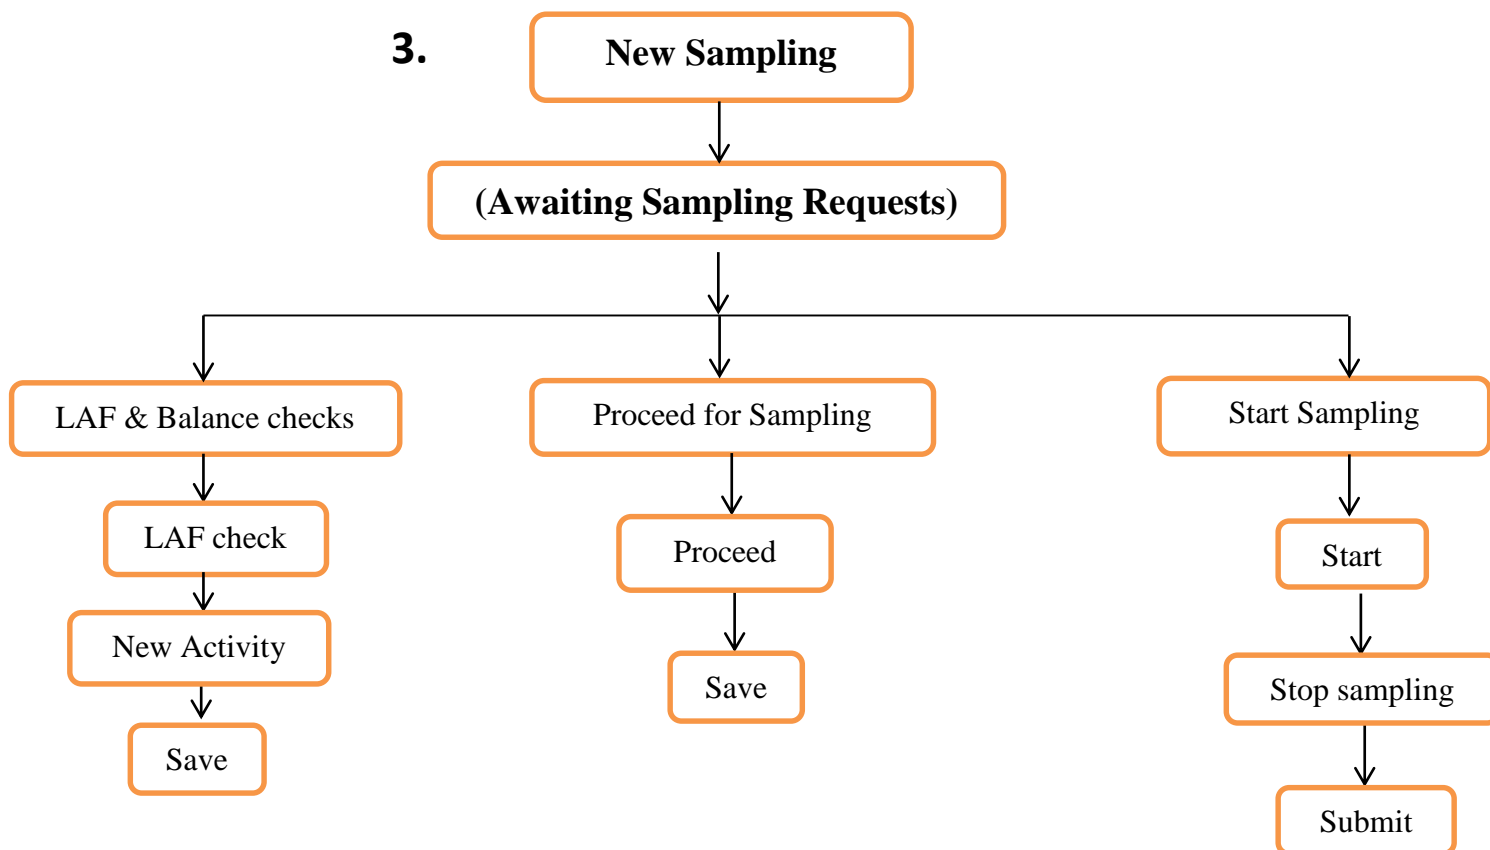 3.
New Sampling
(Awaiting Sampling Requests)
LAF & Balance checks
Proceed for Sampling
Start Sampling
LAF check
Proceed
Start
New Activity
Save
Stop sampling
Save
Submit